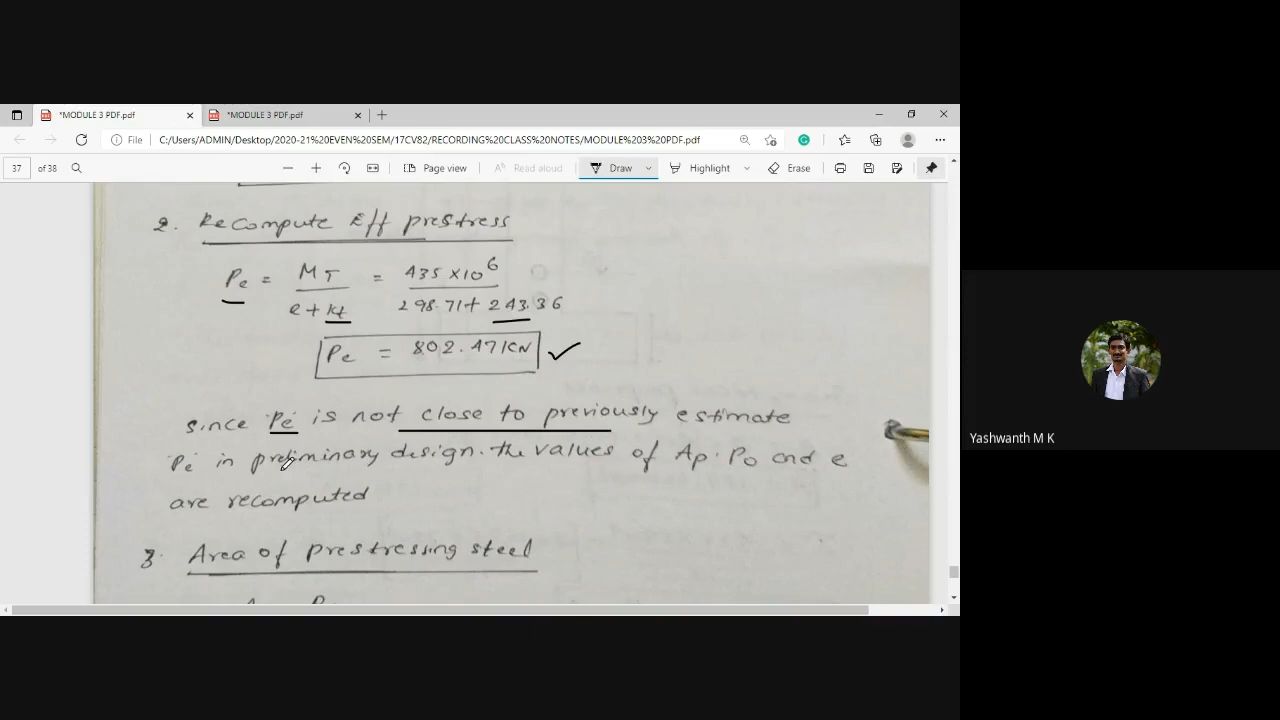 *MODULE 3 PDF.pdf
*MODULE 3 PDF.pdf
File
C:/Users/ADMIN/Desktop/2020-21%20EVEN%20SEM/17CV82/RECORDING%20CLASS%20NOTES/MODULE%203%20PDF.pdf
37 of 38
Page view
Read aloud
Draw
Highlight
Erase
2. Recompute Eff prestress
Pe = MT / e + kt = 435 × 10^6 / 298.71 + 243.36
Pe = 802.47 KN ✓
since Pe is not close to previously estimate
Pe in preliminary design. the values of Ap. Po and e
are recomputed
3. Area of prestressing steel
Yashwanth M K